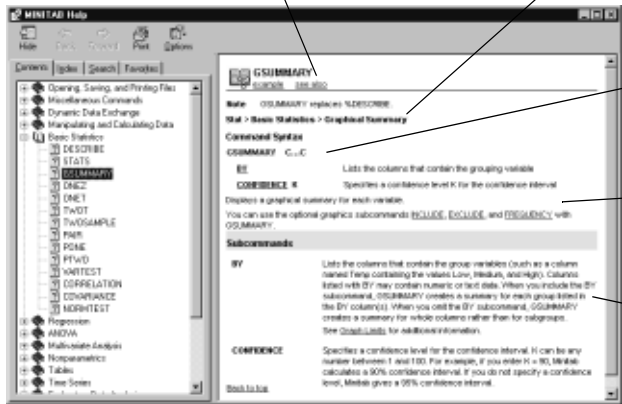 MINITAB Help
Hide Back Forward Print Options
Contents Index Search Favorites
Opening, Saving, and Printing Files
Miscellaneous Commands
Dynamic Data Exchange
Manipulating and Calculating Data
Basic Statistics
DESCRIBE
STATS
GSUMMARY
ONEZ
ONET
TWOT
TWOSAMPLE
PAIR
PONE
PTWO
VARTEST
CORRELATION
COVARIANCE
NORMTEST
Regression
ANOVA
Multivariate Analysis
Nonparametrics
Tables
Time Series
GSUMMARY
example see also
Note GSUMMARY replaces %DESCRIBE.
Stat > Basic Statistics > Graphical Summary
Command Syntax
GSUMMARY C...C
BY Lists the columns that contain the grouping variable
CONFIDENCE K Specifies a confidence level K for the confidence interval
Displays a graphical summary for each variable.
You can use the optional graphics subcommands INCLUDE, EXCLUDE, and FREQUENCY with
GSUMMARY.
Subcommands
BY Lists the columns that contain the group variables (such as a column
named Temp containing the values Low, Medium, and High). Columns
listed with BY may contain numeric or text data. When you include the BY
subcommand, GSUMMARY creates a summary for each group listed in
the BY column(s). When you omit the BY subcommand, GSUMMARY
creates a summary for whole columns rather than for subgroups.
See Graph Limits for additional information.
CONFIDENCE Specifies a confidence level for the confidence interval. K can be any
number between 1 and 100. For example, if you enter K = 90, Minitab
calculates a 90% confidence interval. If you do not specify a confidence
level, Minitab gives a 95% confidence interval.
Back to top